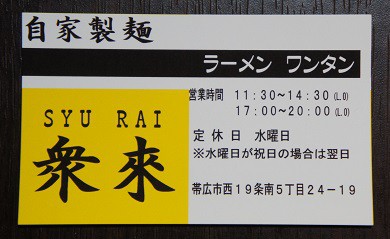 自家製麺
ラーメン ワンタン
営業時間 11:30～14:30(L.O)
17:00～20:00(L.O)
SYU RAI
衆來
定休日 水曜日
※水曜日が祝日の場合は翌日
帯広市西19条南5丁目24－19